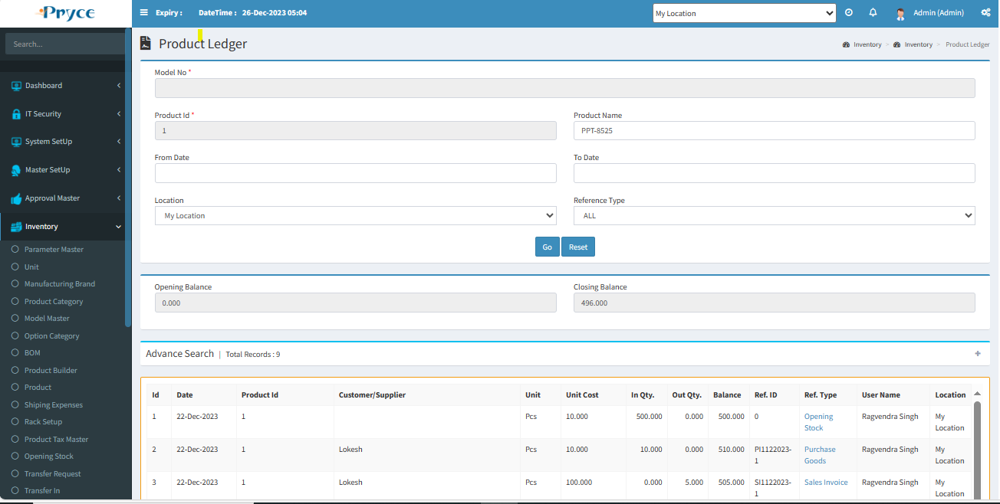 Pryce
Expiry :
DateTime : 26-Dec-2023 05:04
My Location
Admin (Admin)
Search...
Dashboard
IT Security
System SetUp
Master SetUp
Approval Master
Inventory
Parameter Master
Unit
Manufacturing Brand
Product Category
Model Master
Option Category
BOM
Product Builder
Product
Shiping Expenses
Rack Setup
Product Tax Master
Opening Stock
Transfer Request
Transfer In
Product Ledger
Inventory > Inventory > Product Ledger
Model No *
Product Id * Product Name
1 PPT-8525
From Date To Date
Location Reference Type
My Location ALL
Go Reset
Opening Balance Closing Balance
0.000 496.000
Advance Search | Total Records : 9 +
Id Date Product Id Customer/Supplier Unit Unit Cost In Qty. Out Qty. Balance Ref. ID Ref. Type User Name Location
1 22-Dec-2023 1 Pcs 10.000 500.000 0.000 500.000 0 Opening Ragvendra Singh My
Stock Location
2 22-Dec-2023 1 Lokesh Pcs 10.000 10.000 0.000 510.000 PI1122023- Purchase Ragvendra Singh My
1 Goods Location
3 22-Dec-2023 1 Lokesh Pcs 100.000 0.000 5.000 505.000 SI1122023- Sales Invoice Ragvendra Singh My
1 Location